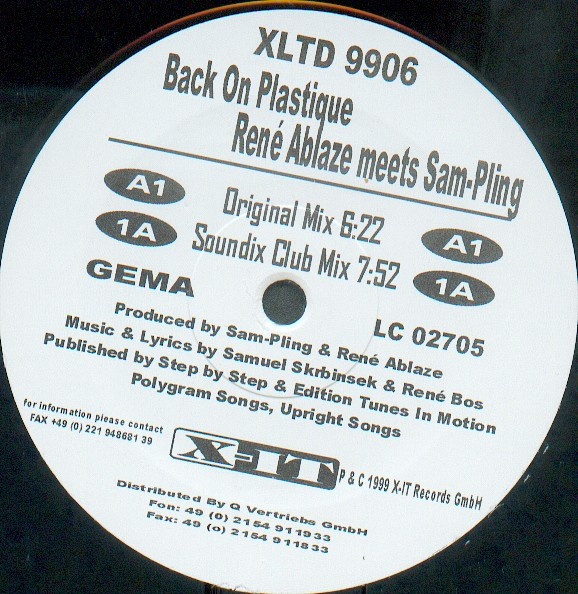 XLTD 9906
Back On Plastique
René Ablaze meets Sam-Pling
A1 Original Mix 6:22 A1
1A Soundix Club Mix 7:52 1A
GEMA
LC 02705
Produced by Sam-Pling & René Ablaze
Music & Lyrics by Samuel Skrbinsek & René Bos
Published by Step by Step & Edition Tunes In Motion
Polygram Songs, Upright Songs
for information please contact
FAX +49 (0) 221 948681 39
X-IT
P & C 1999 X-IT Records GmbH
Distributed By Q Vertriebs GmbH
Fon: 49 (0) 2154 911933
Fax: 49 (o) 2154 911833